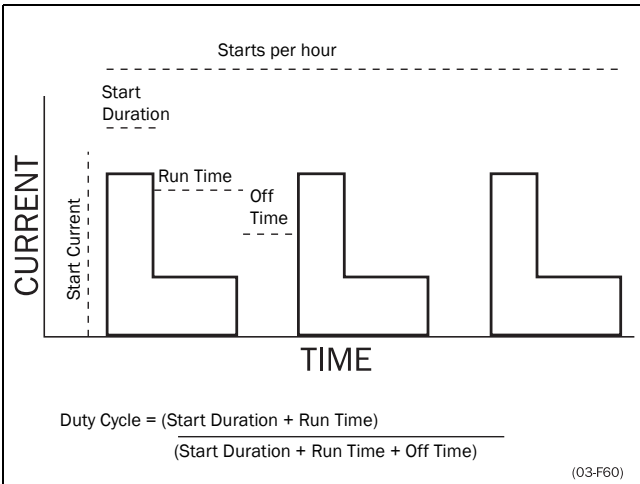 Starts per hour
Start
Duration
Run Time
Off
Time
Start Current
CURRENT
TIME
Duty Cycle = (Start Duration + Run Time)
(Start Duration + Run Time + Off Time)
(03-F60)